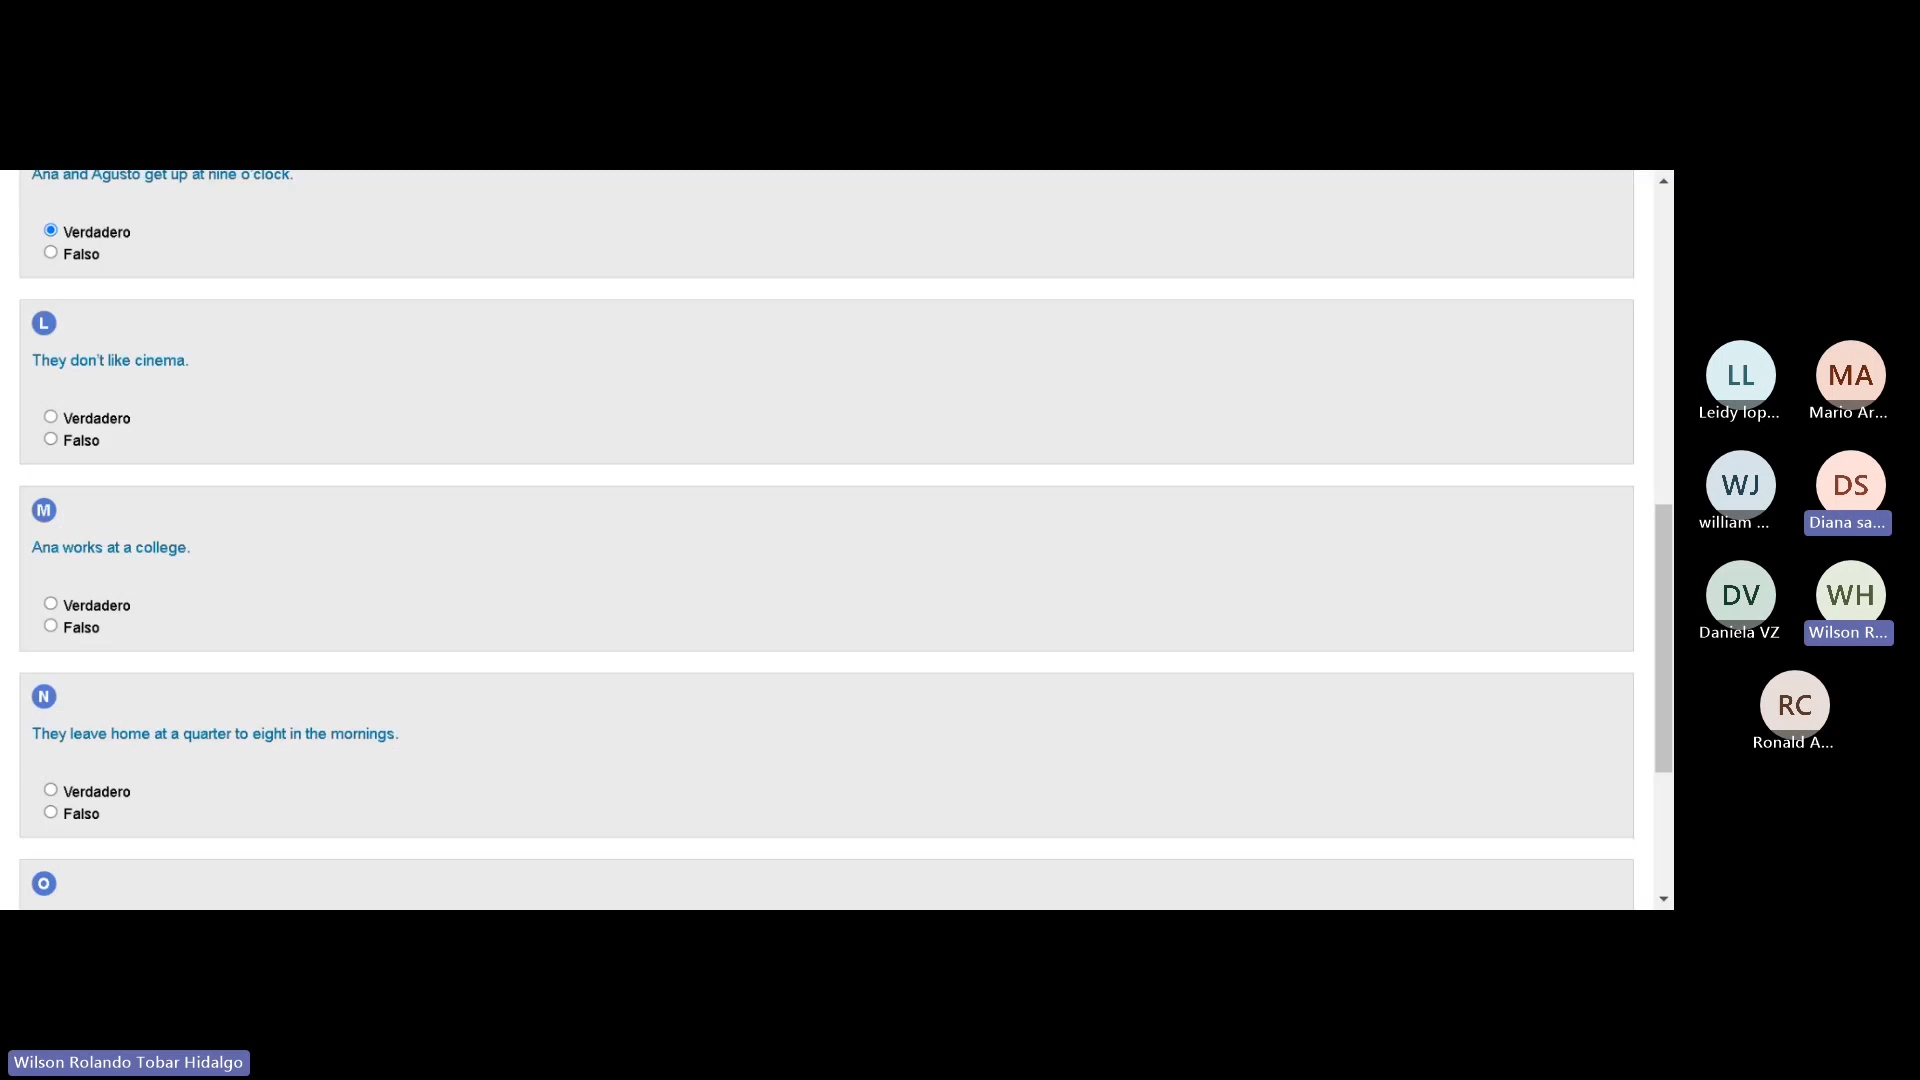 Ana and Agusto get up at nine o'clock.
Verdadero
Falso
L
They don't like cinema.
Verdadero
Falso
M
Ana works at a college.
Verdadero
Falso
N
They leave home at a quarter to eight in the mornings.
Verdadero
Falso
O
LL
Leidy lop...
MA
Mario Ar...
WJ
william ...
DS
Diana sa...
DV
Daniela VZ
WH
Wilson R...
RC
Ronald A...
Wilson Rolando Tobar Hidalgo